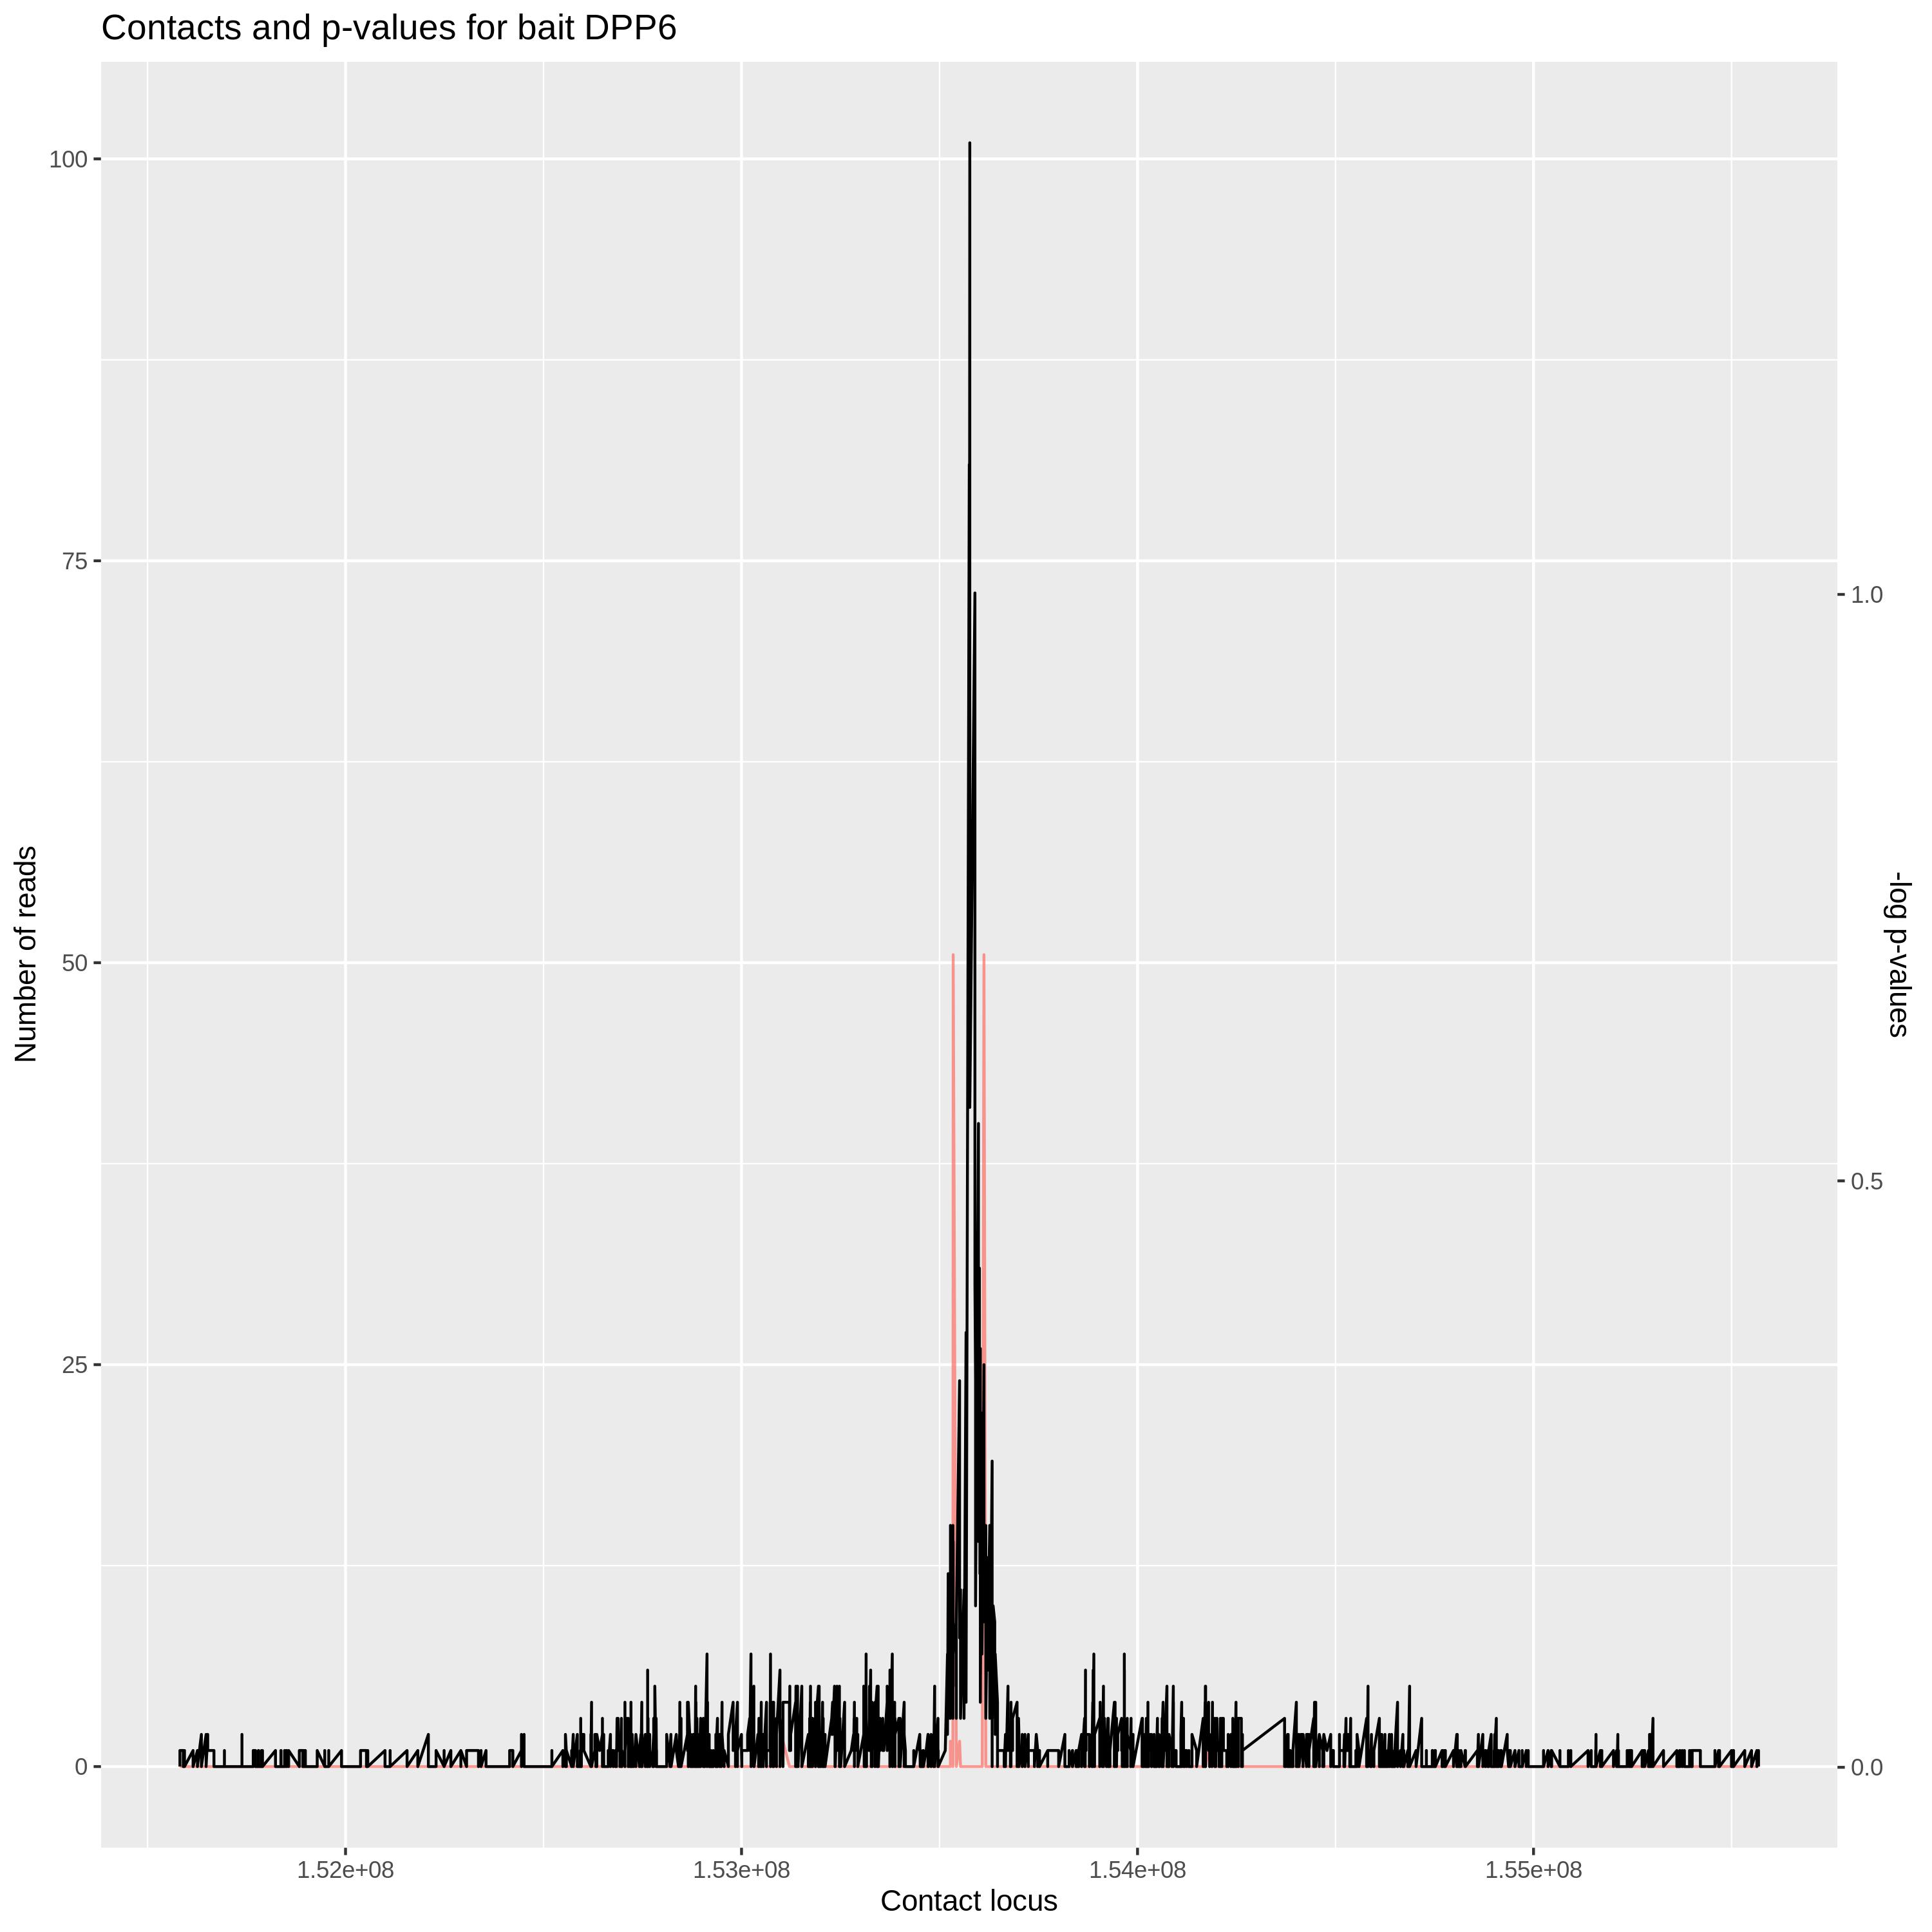 Contacts and p-values for bait DPP6
100
75
50
25
0
Number of reads
1.0
0.5
0.0
-log p-values
1.52e+08
1.53e+08
1.54e+08
1.55e+08
Contact locus